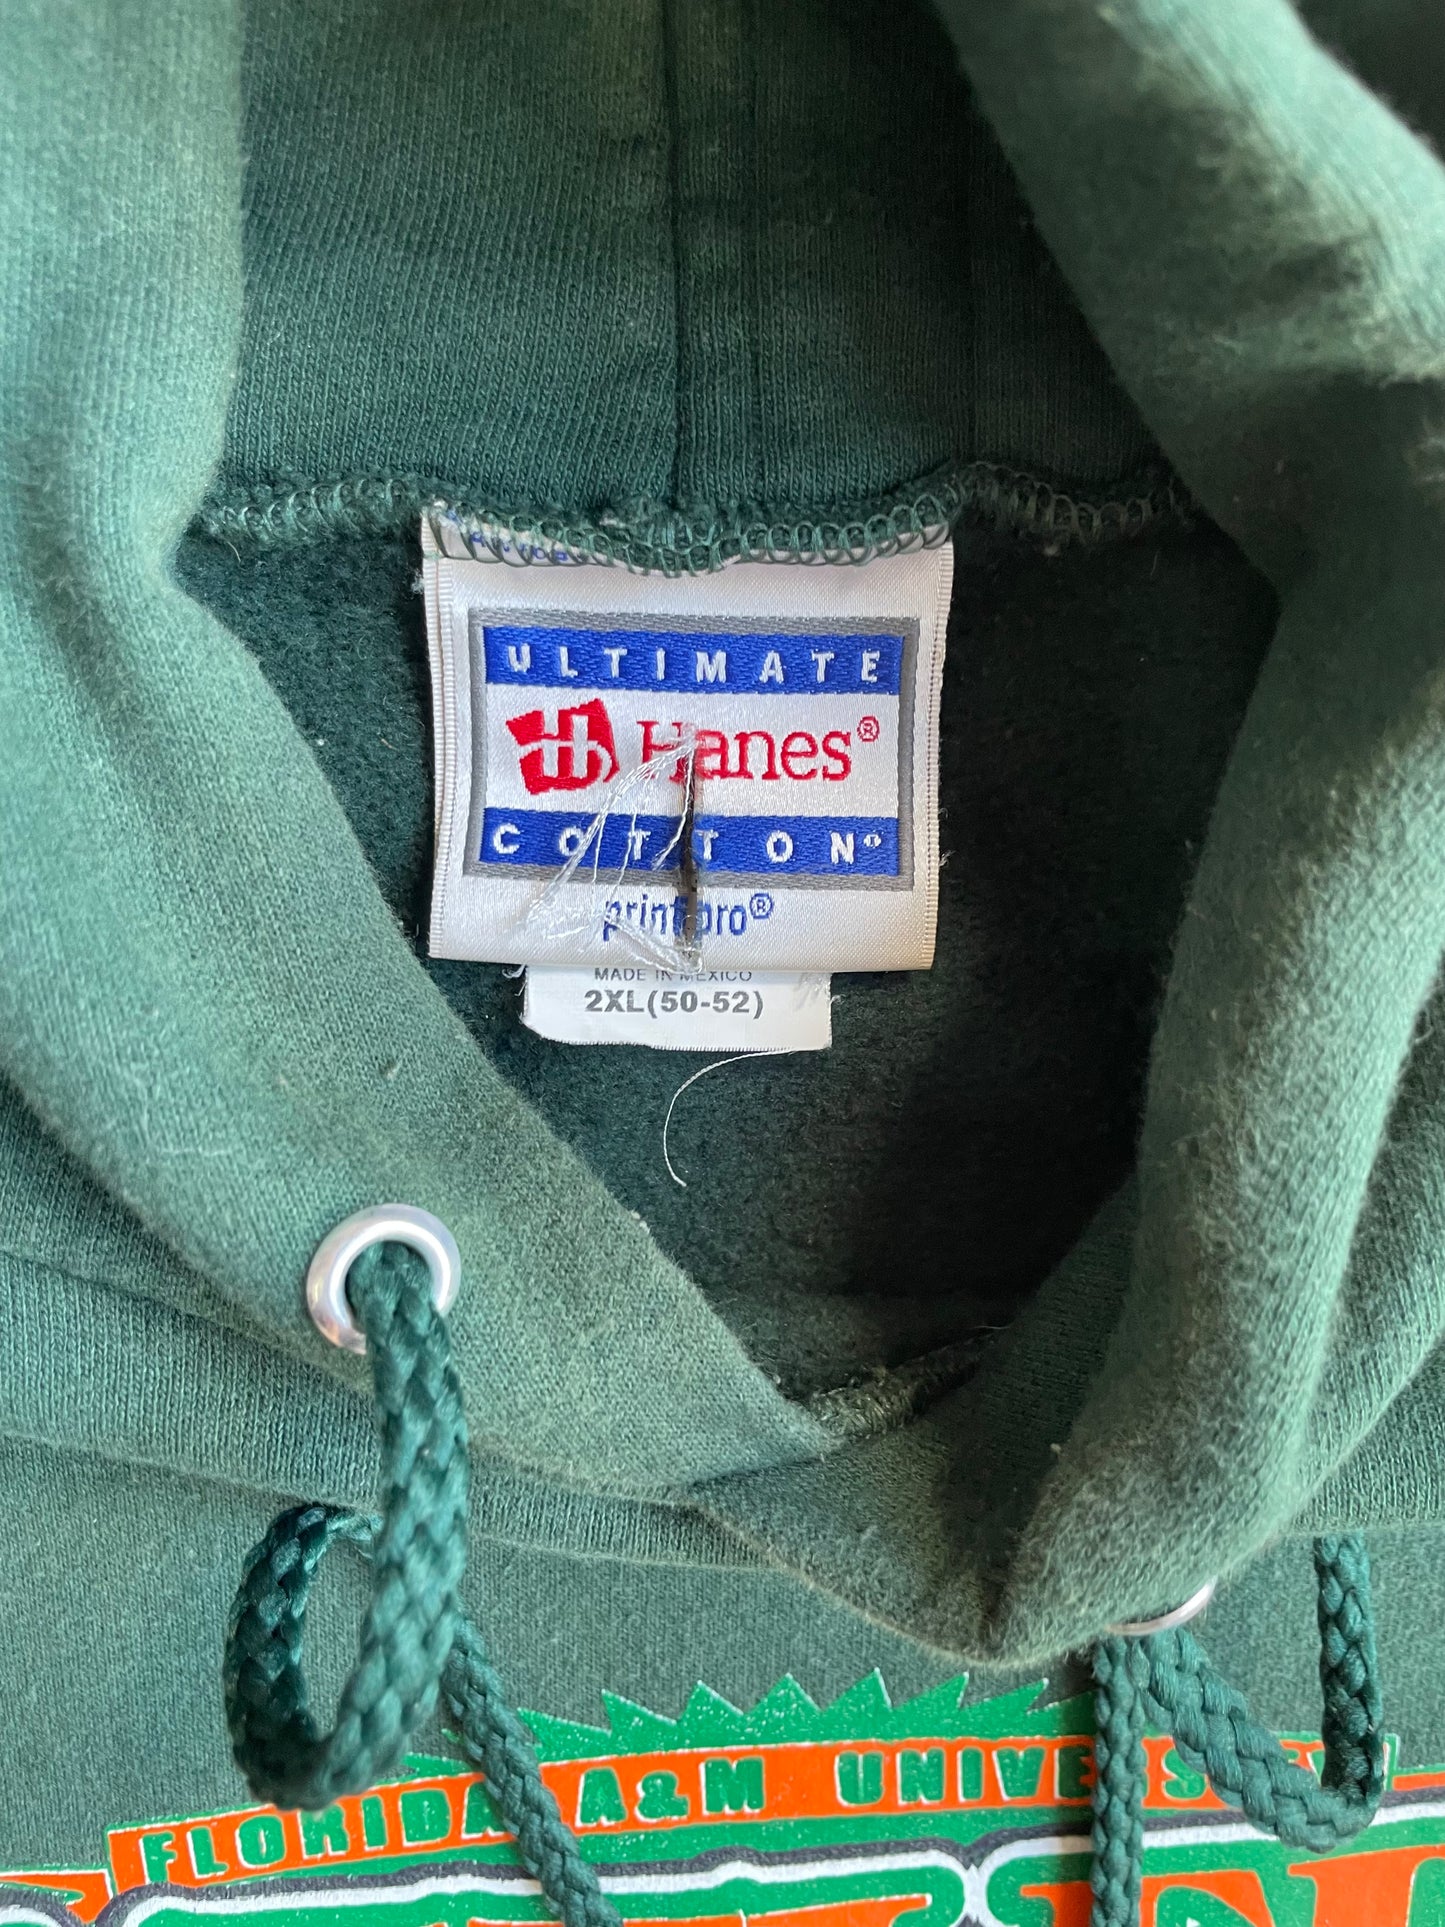 ULTIMATE
Hanes®
COTTON
printpro®
MADE IN MEXICO
2XL(50-52)
FLORIDA A&M UNIVERSITY